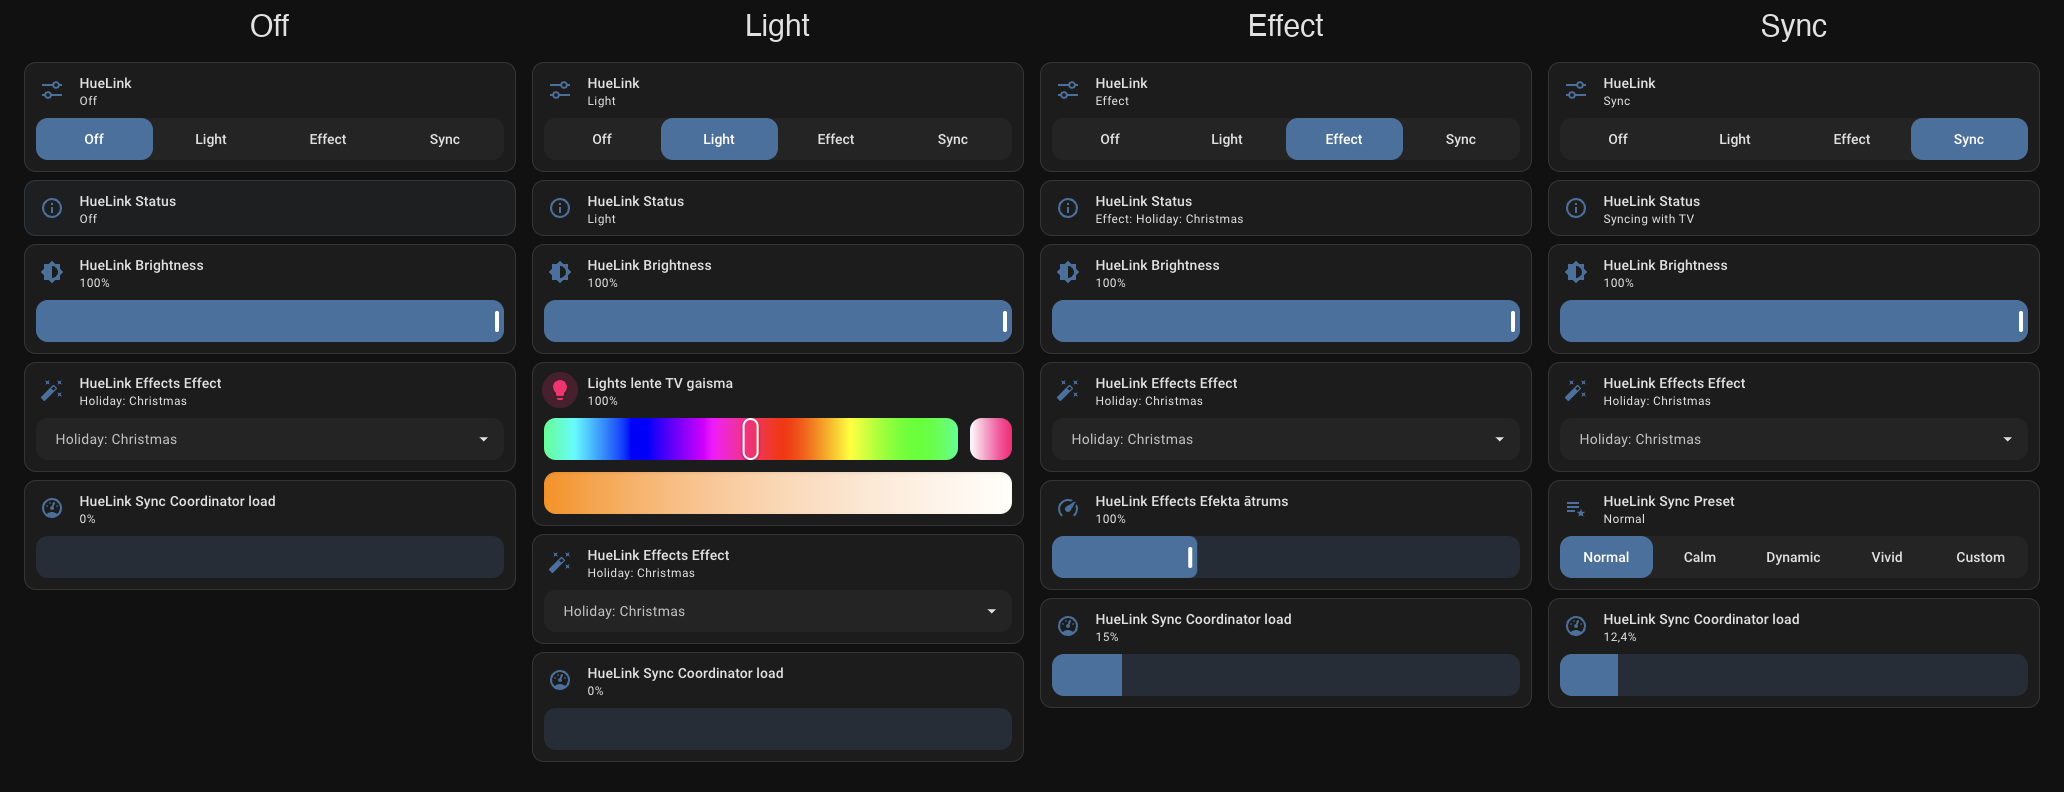 Off
HueLink
Off
Off Light Effect Sync
HueLink Status
Off
HueLink Brightness
100%
HueLink Effects Effect
Holiday: Christmas
Holiday: Christmas
HueLink Sync Coordinator load
0%
Light
HueLink
Light
Off Light Effect Sync
HueLink Status
Light
HueLink Brightness
100%
Lights lente TV gaisma
100%
HueLink Effects Effect
Holiday: Christmas
Holiday: Christmas
HueLink Sync Coordinator load
0%
Effect
HueLink
Effect
Off Light Effect Sync
HueLink Status
Effect: Holiday: Christmas
HueLink Brightness
100%
HueLink Effects Effect
Holiday: Christmas
Holiday: Christmas
HueLink Effects Efekta ātrums
100%
HueLink Sync Coordinator load
15%
Sync
HueLink
Sync
Off Light Effect Sync
HueLink Status
Syncing with TV
HueLink Brightness
100%
HueLink Effects Effect
Holiday: Christmas
Holiday: Christmas
HueLink Sync Preset
Normal
Normal Calm Dynamic Vivid Custom
HueLink Sync Coordinator load
12,4%